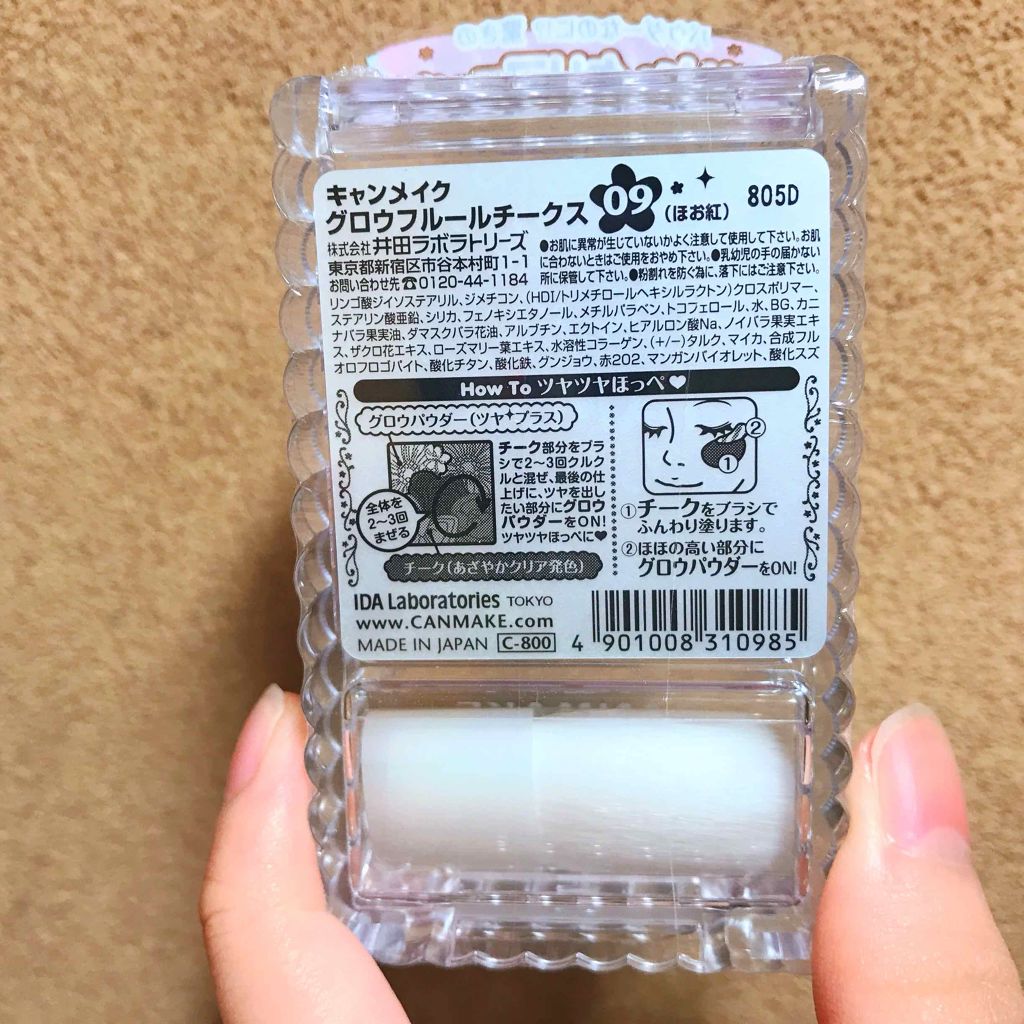 キャンメイク
グロウフルールチークス 09 (ほお紅) 805D
株式会社 井田ラボラトリーズ
東京都新宿区市谷本村町1-1
お問い合わせ先☎0120-44-1184
●お肌に異常が生じていないかよく注意して使用して下さい。お肌
に合わないときはご使用をおやめ下さい。●乳幼児の手の届かない
所に保管して下さい。●粉割れを防ぐ為に、落下にはご注意下さい。
リンゴ酸ジイソステアリル、ジメチコン、(HDI/トリメチロールヘキシルラクトン)クロスポリマー、
ステアリン酸亜鉛、シリカ、フェノキシエタノール、メチルパラベン、トコフェロール、水、BG、カニ
ナバラ果実油、ダマスクバラ花油、アルブチン、エクトイン、ヒアルロン酸Na、ノイバラ果実エキ
ス、ザクロ花エキス、ローズマリー葉エキス、水溶性コラーゲン、(+/-)タルク、マイカ、合成フル
オロフロゴパイト、酸化チタン、酸化鉄、グンジョウ、赤202、マンガンバイオレット、酸化スズ
How To ツヤツヤほっぺ♥
グロウパウダー(ツヤ✦プラス)
チーク部分をブラ
シで2〜3回クルク
ルと混ぜ、最後の仕
上げに、ツヤを出し
たい部分にグロウ
パウダーをON!
ツヤツヤほっぺに♥
全体を
2〜3回
まぜる
チーク(あざやかクリア発色)
②
①
①チークをブラシで
ふんわり塗ります。
②ほほの高い部分に
グロウパウダーをON!
IDA Laboratories TOKYO
www.CANMAKE.com
MADE IN JAPAN C-800
4 901008 310985